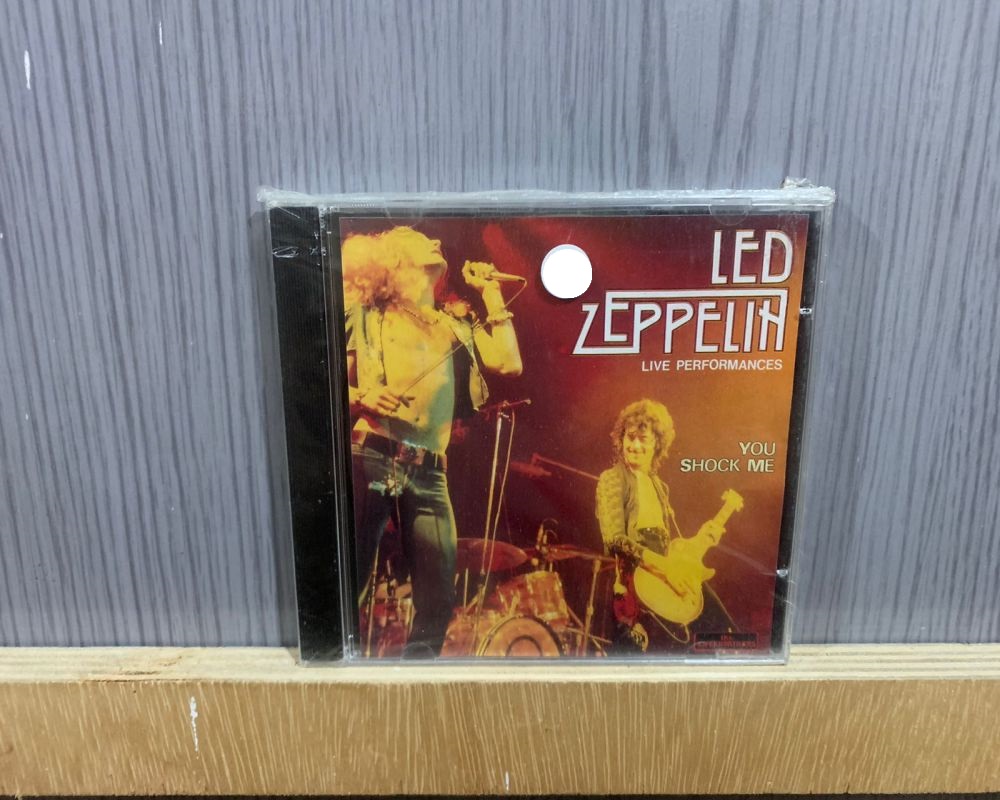 LED
ZEPPELIN
LIVE PERFORMANCES
YOU
SHOCK ME